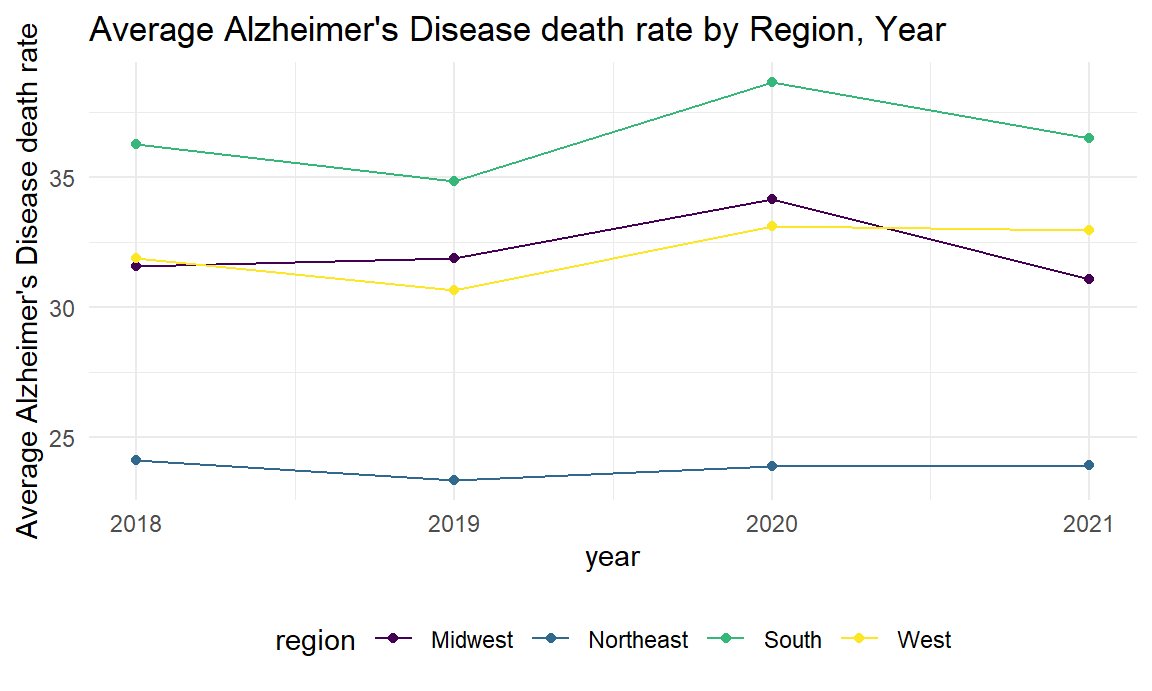 Average Alzheimer's Disease death rate by Region, Year
Average Alzheimer's Disease death rate
35
30
25
2018 2019 2020 2021
year
region Midwest Northeast South West